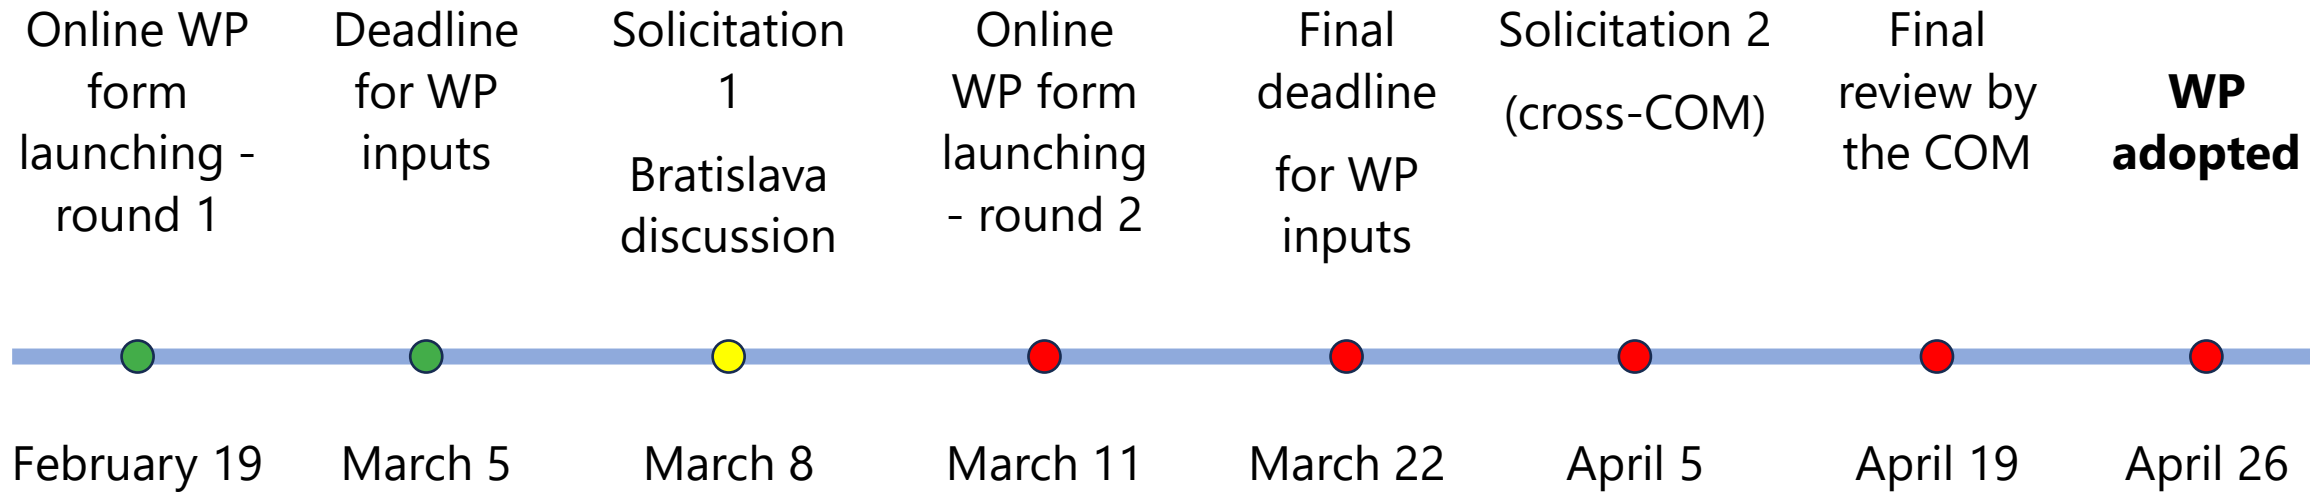 Online WP
form
launching -
round 1
Deadline
for WP
inputs
Solicitation
1
Bratislava
discussion
Online
WP form
launching
- round 2
Final
deadline
for WP
inputs
Solicitation 2
(cross-COM)
Final
review by
the COM
WP
adopted
February 19
March 5
March 8
March 11
March 22
April 5
April 19
April 26